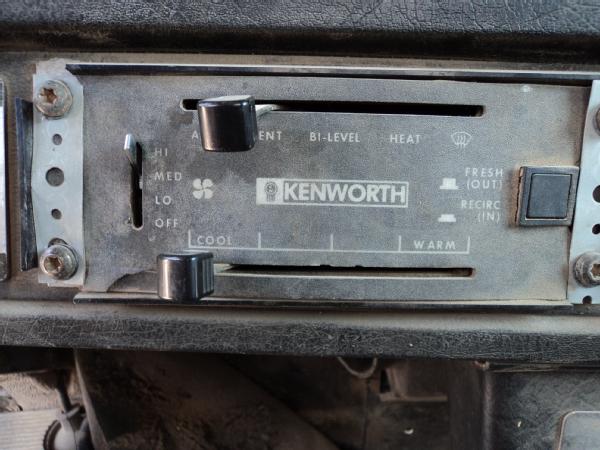 A ENT BI-LEVEL HEAT
HI
MED
LO
OFF
KENWORTH
FRESH
(OUT)
RECIRC
(IN)
COOL WARM